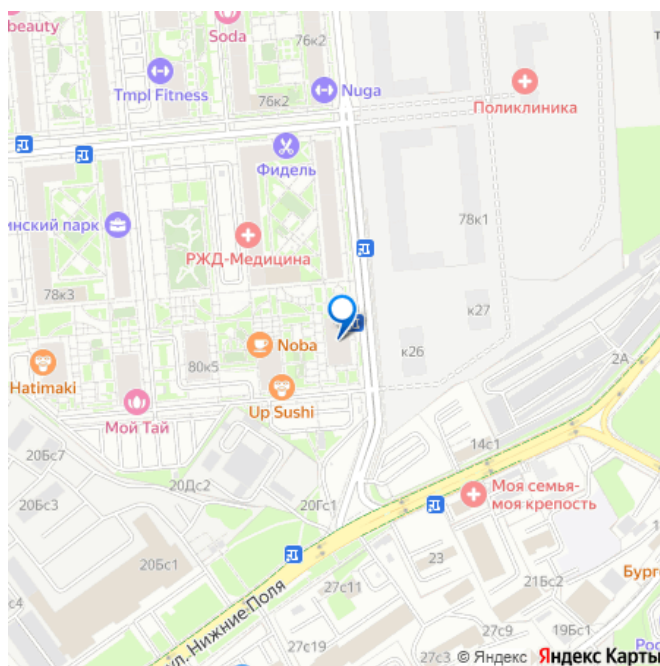 beauty
Soda
76к2
Tmpl Fitness
76к2
Nuga
Поликлиника
Фидель
инский парк
78к1
РЖД-Медицина
78к3
к27
к26
Noba
2А
80к5
Hatimaki
Up Sushi
Мой Тай
14с1
20Бс7
20Дс2
Моя семья-
моя крепость
20Бс3
20Гс1
23
20Бс1
27с11
21Бс2
Бург
с4
ул. Нижние Поля
27с9
19Бс1
27с19
27с3
Рос
© Яндекс
Яндекс Карты